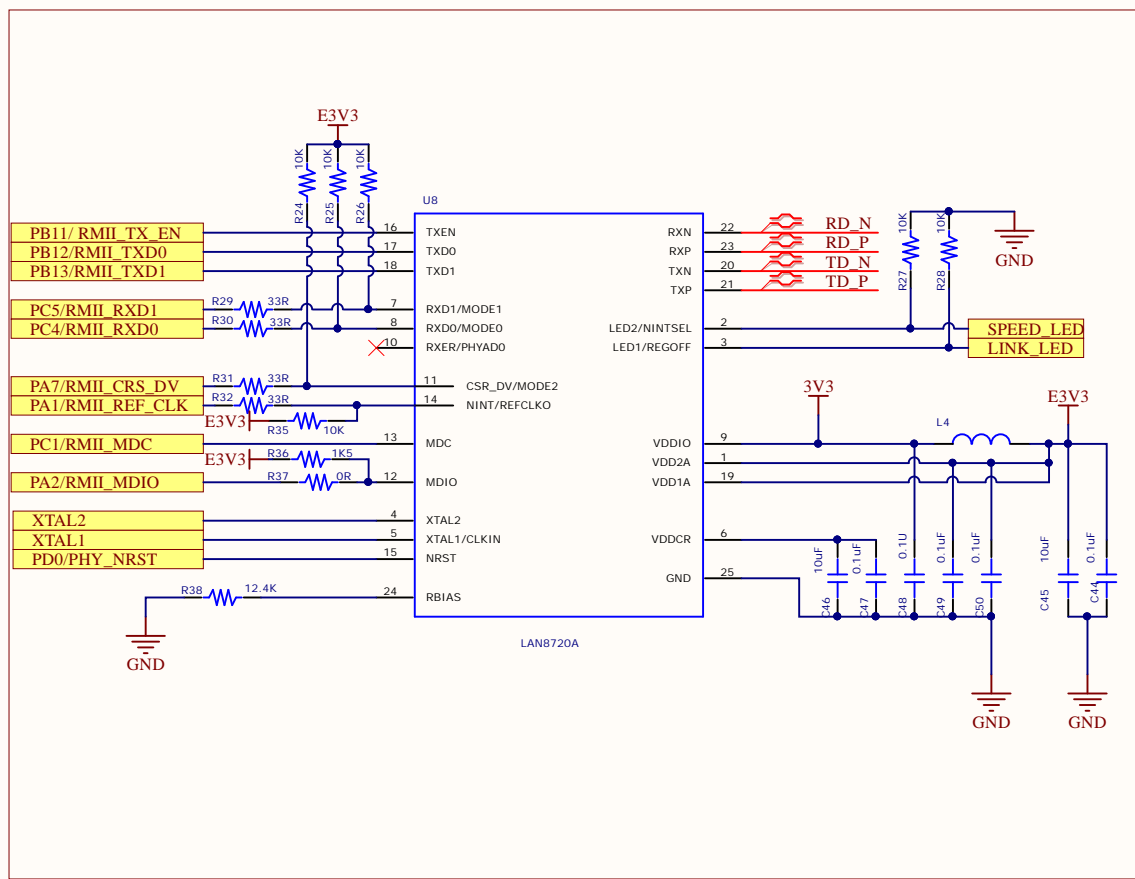 E3V3
10K 10K 10K
R24 R25 R26
U8
PB11/ RMII_TX_EN 16 TXEN
PB12/RMII_TXD0 17 TXD0
PB13/RMII_TXD1 18 TXD1
PC5/RMII_RXD1 R29 33R 7 RXD1/MODE1
PC4/RMII_RXD0 R30 33R 8 RXD0/MODE0
10 RXER/PHYAD0
PA7/RMII_CRS_DV R31 33R 11 CSR_DV/MODE2
PA1/RMII_REF_CLK R32 33R 14 NINT/REFCLKO
E3V3 R35 10K
PC1/RMII_MDC 13 MDC
E3V3 R36 1K5
PA2/RMII_MDIO R37 0R 12 MDIO
XTAL2 4 XTAL2
XTAL1 5 XTAL1/CLKIN
PD0/PHY_NRST 15 NRST
R38 12.4K 24 RBIAS
GND
LAN8720A
RXN 22 RD_N
RXP 23 RD_P
TXN 20 TD_N
TXP 21 TD_P
10K 10K
R27 R28
GND
LED2/NINTSEL 2 SPEED_LED
LED1/REGOFF 3 LINK_LED
3V3
E3V3
L4
VDDIO 9
VDD2A 1
VDD1A 19
VDDCR 6
GND 25
10uF 0.1uF 0.1U 0.1uF 0.1uF 10uF 0.1uF
C46 C47 C48 C49 C50 C45 C44
GND GND